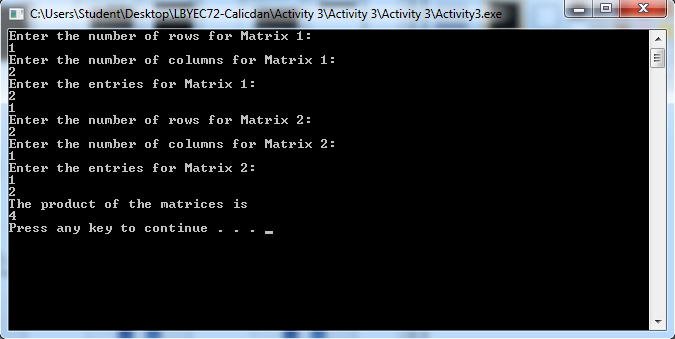 C:\Users\Student\Desktop\LBYEC72-Calicdan\Activity 3\Activity 3\Activity 3\Activity3.exe
Enter the number of rows for Matrix 1:
1
Enter the number of columns for Matrix 1:
2
Enter the entries for Matrix 1:
2
1
Enter the number of rows for Matrix 2:
2
Enter the number of columns for Matrix 2:
1
Enter the entries for Matrix 2:
1
2
The product of the matrices is
4
Press any key to continue . . . _